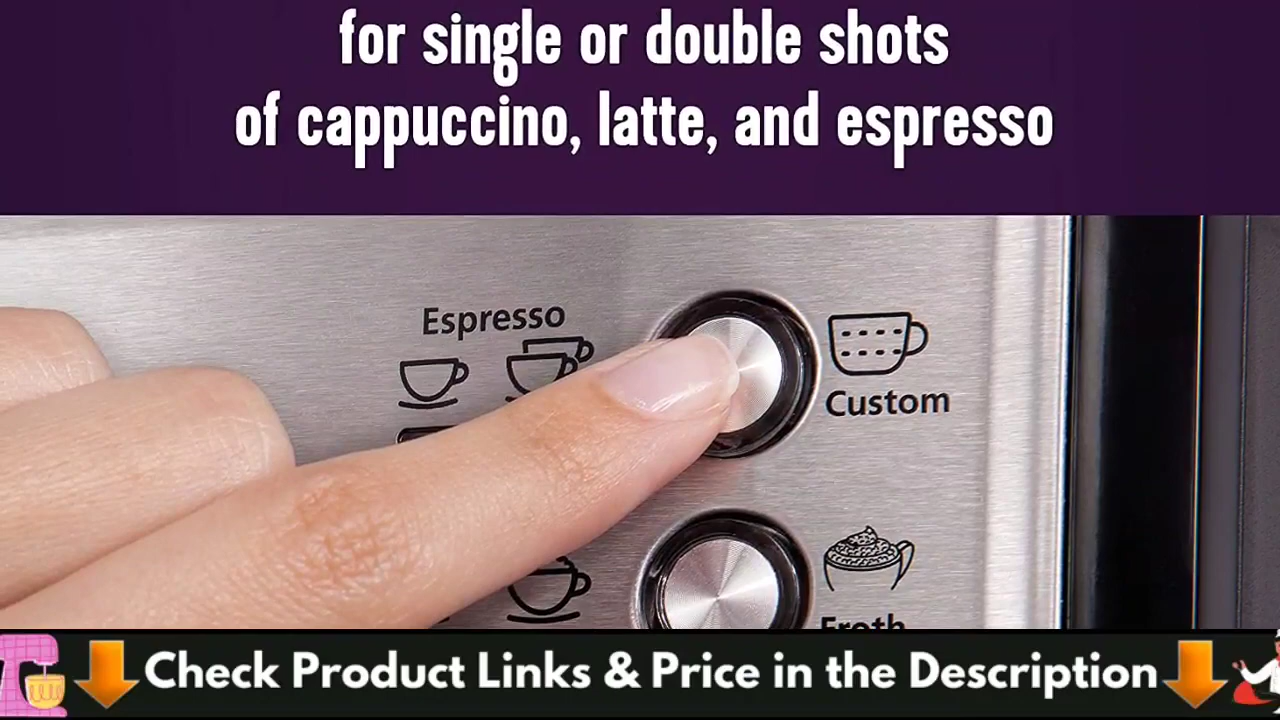 for single or double shots
of cappuccino, latte, and espresso
Espresso
Custom
Froth
Check Product Links & Price in the Description